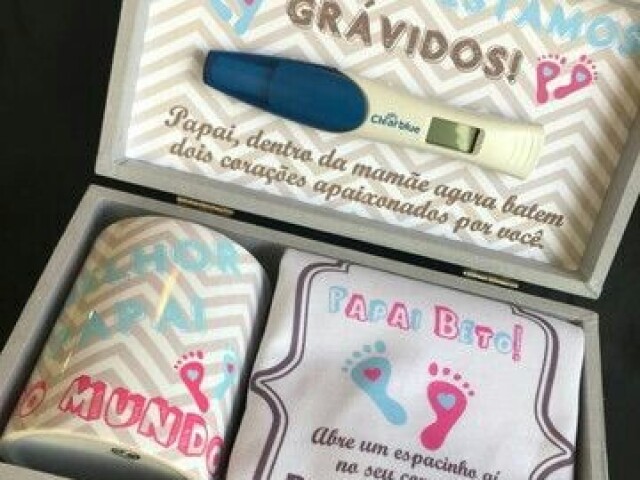 ESTAMOS
GRÁVIDOS!
Clearblue
Papai, dentro da mamãe agora batem
dois corações apaixonados por você
MELHOR
PAPAI
DO MUNDO
PAPAI BETO!
Abre um espacinho aí
no seu